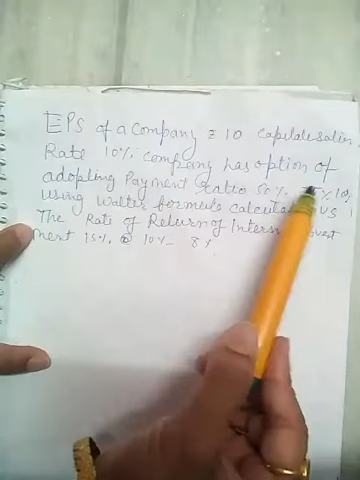 EPS of a Company ₹ 10 Capitalisation
Rate 10% Company has option of
adopting Payment ratio 50%
using Walter formula calculate
The Rate of Return of
ment 15% 10% 8%